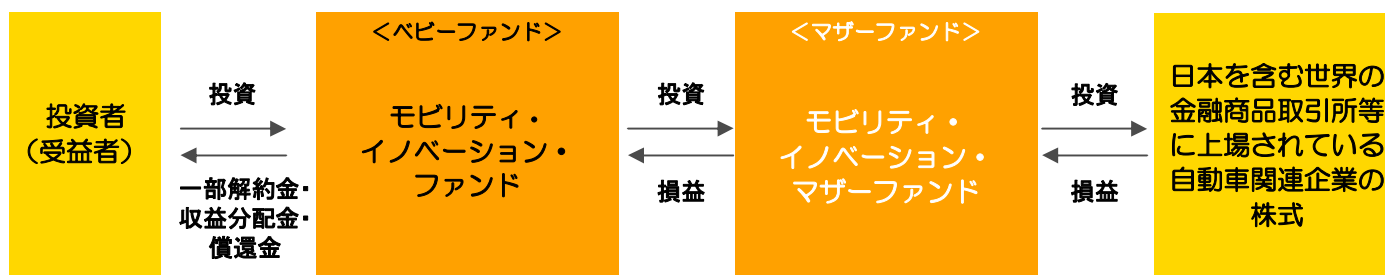 投資者
（受益者）
投資
一部解約金・
収益分配金・
償還金
＜ベビーファンド＞
モビリティ・
イノベーション・
ファンド
投資
損益
＜マザーファンド＞
モビリティ・
イノベーション・
マザーファンド
投資
損益
日本を含む世界の
金融商品取引所等
に上場されている
自動車関連企業の
株式